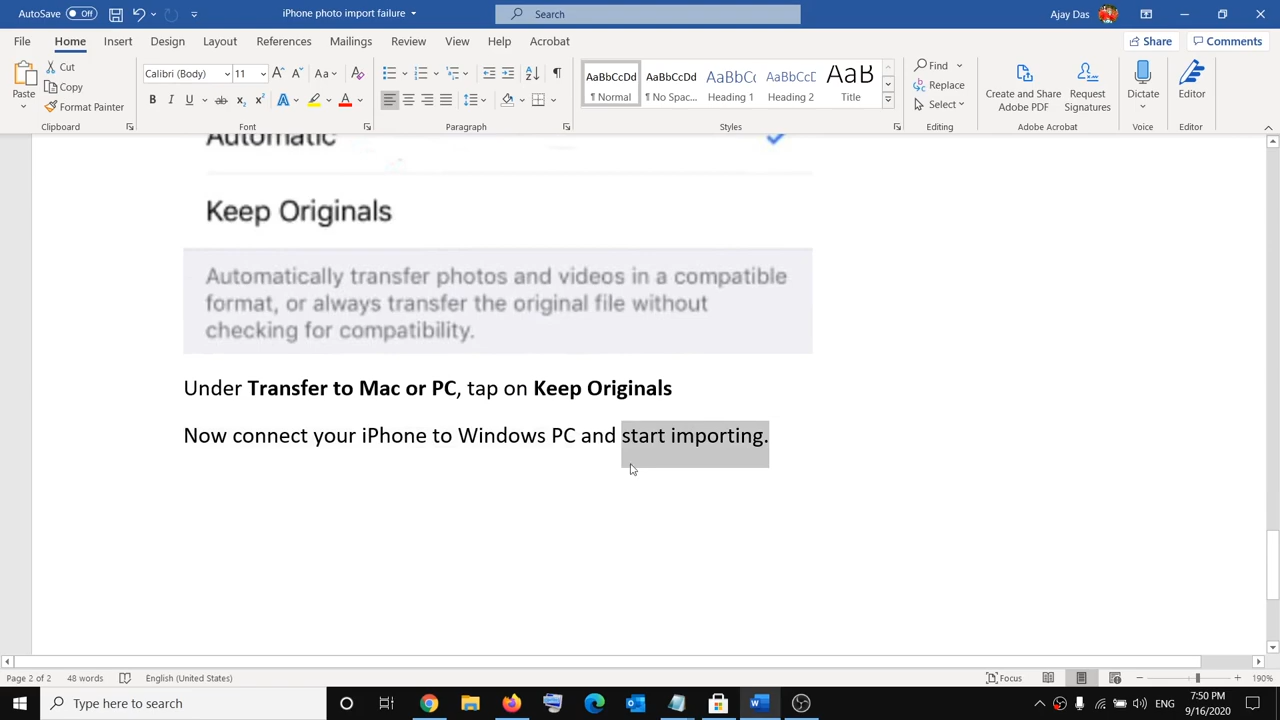 AutoSave Off
iPhone photo import failure
Search
Ajay Das
File Home Insert Design Layout References Mailings Review View Help Acrobat
Share
Comments
Paste
Cut
Copy
Format Painter
Clipboard
Calibri (Body) 11
Font
Paragraph
AaBbCcDd
¶ Normal
AaBbCcDd
¶ No Spac...
AaBbC
Heading 1
AaBbCcD
Heading 2
AaB
Title
Styles
Find
Replace
Select
Editing
Create and Share
Adobe PDF
Request
Signatures
Adobe Acrobat
Dictate
Voice
Editor
Editor
Automatic
Keep Originals
Automatically transfer photos and videos in a compatible
format, or always transfer the original file without
checking for compatibility.
Under Transfer to Mac or PC, tap on Keep Originals
Now connect your iPhone to Windows PC and start importing.
Page 2 of 2 48 words English (United States) Focus 190%
Type here to search
ENG
7:50 PM
9/16/2020